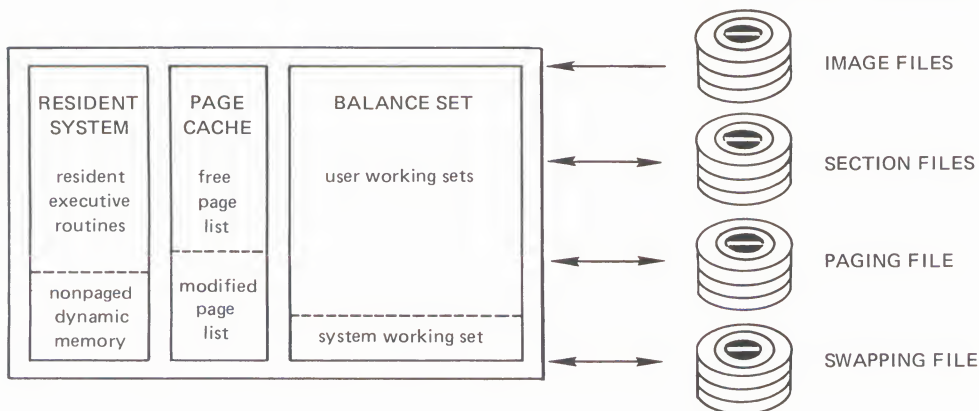 RESIDENT
SYSTEM
resident
executive
routines
nonpaged
dynamic
memory
PAGE
CACHE
free
page
list
modified
page
list
BALANCE SET
user working sets
system working set
IMAGE FILES
SECTION FILES
PAGING FILE
SWAPPING FILE